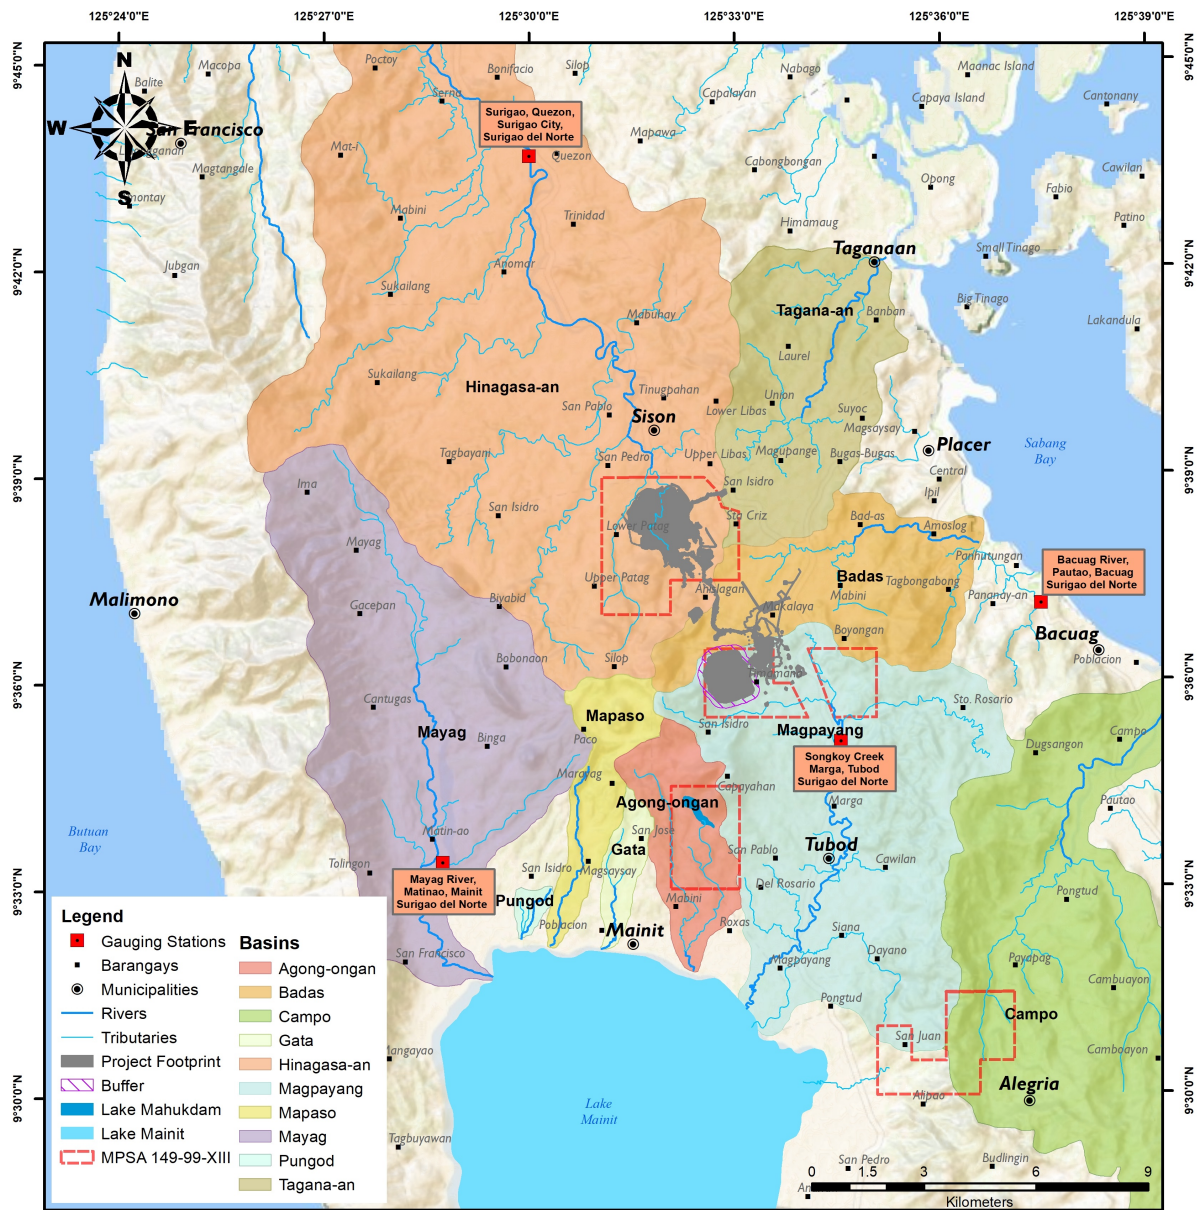 125°24'0"E 125°27'0"E 125°30'0"E 125°33'0"E 125°36'0"E 125°39'0"E
9°45'0"N
9°42'0"N
9°39'0"N
9°36'0"N
9°33'0"N
9°30'0"N
N
W
E
S
Macopa
Balite
San Francisco
Magtangale
Jubgan
Poctoy
Bonifacio
Silop
Serna
Nabago
Maanac Island
Capalayan
Capaya Island
Cantonany
Surigao, Quezon,
Surigao City,
Surigao del Norte
Quezon
Mapawa
Mat-i
Cabongbongan
Opong
Cawilan
Fabio
Mabini
Trinidad
Himamaug
Patino
Taganaan
Small Tinago
Anomar
Sukailang
Big Tinago
Mabuhay
Tagana-an
Banban
Lakandula
Laurel
Sukailang
Hinagasa-an
Tinugpahan
San Pablo
Sison
Lower Libas
Union
Suyoc
Magsaysay
Placer
Sabang
Bay
Tagbayani
San Pedro
Upper Libas
Magupange
Bugas-Bugas
Central
Ipil
Ima
San Isidro
San Isidro
Sta Criz
Lower Patag
Bad-as
Amoslog
Mayag
Panhutungan
Bacuag River,
Pautao, Bacuag
Surigao del Norte
Upper Patag
Badas
Tagbongabong
Mabini
Pananay-an
Malimono
Gacepan
Biyabid
Makalaya
Boyongan
Bacuag
Poblacion
Bobonaon
Silop
Cantugas
Sto. Rosario
Mapaso
San Isidro
Magpayang
Mayag
Binga
Paco
Dugsangon
Campo
Songkoy Creek
Marga, Tubod
Surigao del Norte
Marayag
Capayahan
Agong-ongan
Marga
Pautao
Butuan
Bay
Matin-ao
San Jose
Gata
Tubod
San Pablo
Cawilan
Tolingon
San Isidro
Magsaysay
Mayag River,
Matinao, Mainit
Surigao del Norte
Pungod
Del Rosario
Pongtud
Mabini
Poblacion
Mainit
Roxas
Siana
Dayano
San Francisco
Magpayang
Payapag
Cambuayon
Pongtud
Campo
San Juan
Camboayon
Mangayao
Alegria
Alipao
Lake
Mainit
Tagbuyawan
San Pedro
Budlingin
0 1.5 3 6 9
Kilometers
Legend
Gauging Stations
Barangays
Municipalities
Rivers
Tributaries
Project Footprint
Buffer
Lake Mahukdam
Lake Mainit
MPSA 149-99-XIII
Basins
Agong-ongan
Badas
Campo
Gata
Hinagasa-an
Magpayang
Mapaso
Mayag
Pungod
Tagana-an